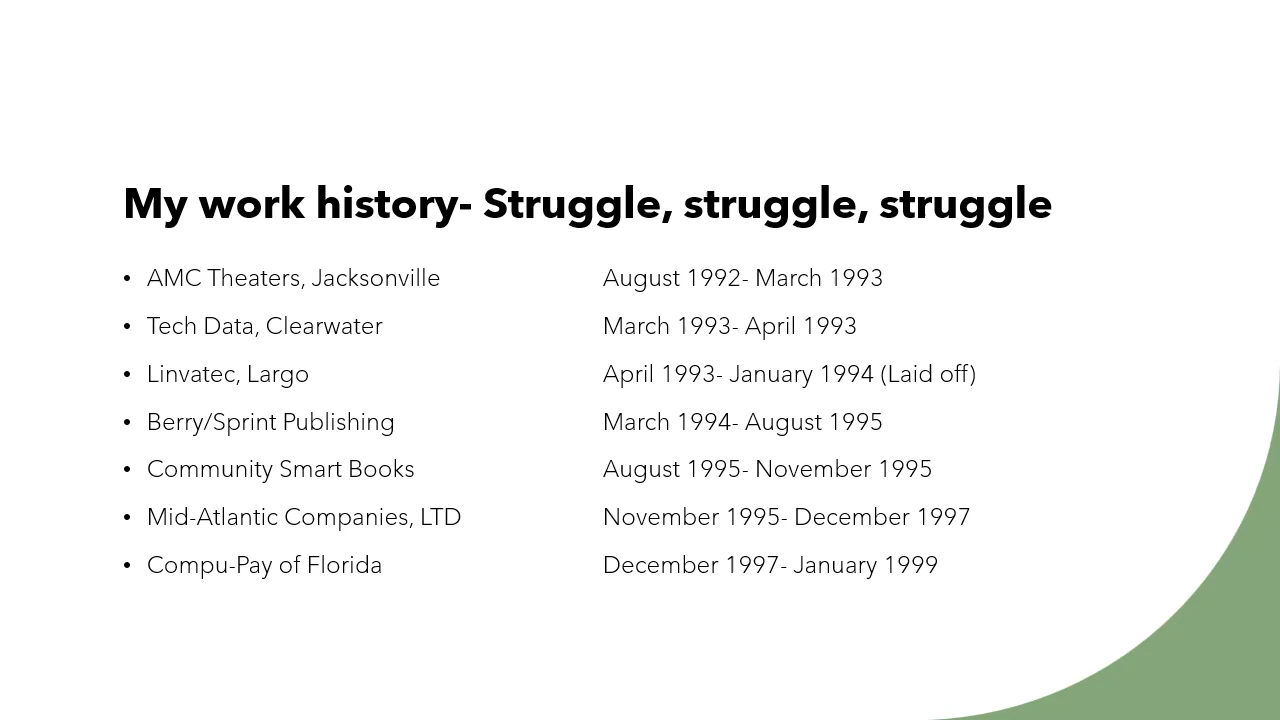 My work history- Struggle, struggle, struggle
• AMC Theaters, Jacksonville August 1992- March 1993
• Tech Data, Clearwater March 1993- April 1993
• Linvatec, Largo April 1993- January 1994 (Laid off)
• Berry/Sprint Publishing March 1994- August 1995
• Community Smart Books August 1995- November 1995
• Mid-Atlantic Companies, LTD November 1995- December 1997
• Compu-Pay of Florida December 1997- January 1999